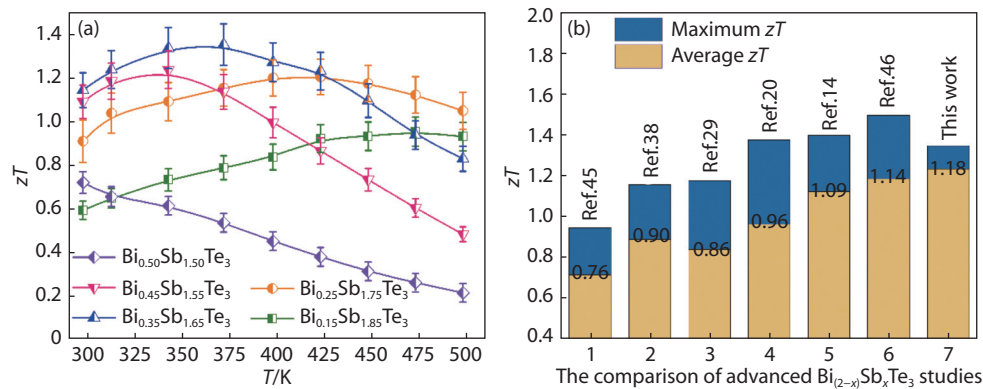 (a)
1.4
1.2
1.0
0.8
0.6
0.4
0.2
0
zT
Bi0.50Sb1.50Te3
Bi0.45Sb1.55Te3
Bi0.35Sb1.65Te3
Bi0.25Sb1.75Te3
Bi0.15Sb1.85Te3
300 325 350 375 400 425 450 475 500
T/K
(b)
Maximum zT
Average zT
2.0
1.8
1.6
1.4
1.2
1.0
0.8
0.6
0.4
zT
Ref.45
Ref.38
Ref.29
Ref.20
Ref.14
Ref.46
This work
0.76
0.90
0.86
0.96
1.09
1.14
1.18
1 2 3 4 5 6 7
The comparison of advanced Bi(2−x)SbxTe3 studies